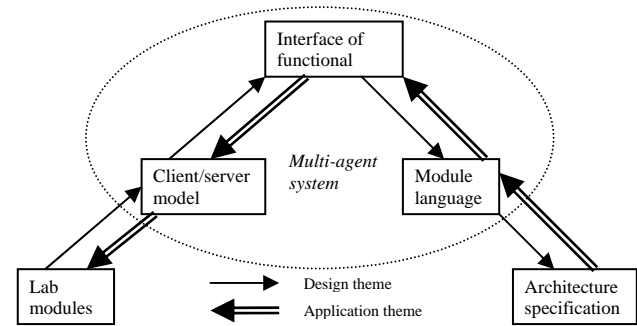 Interface of
functional
Client/server
model
Multi-agent
system
Module
language
Lab
modules
Design theme
Application theme
Architecture
specification